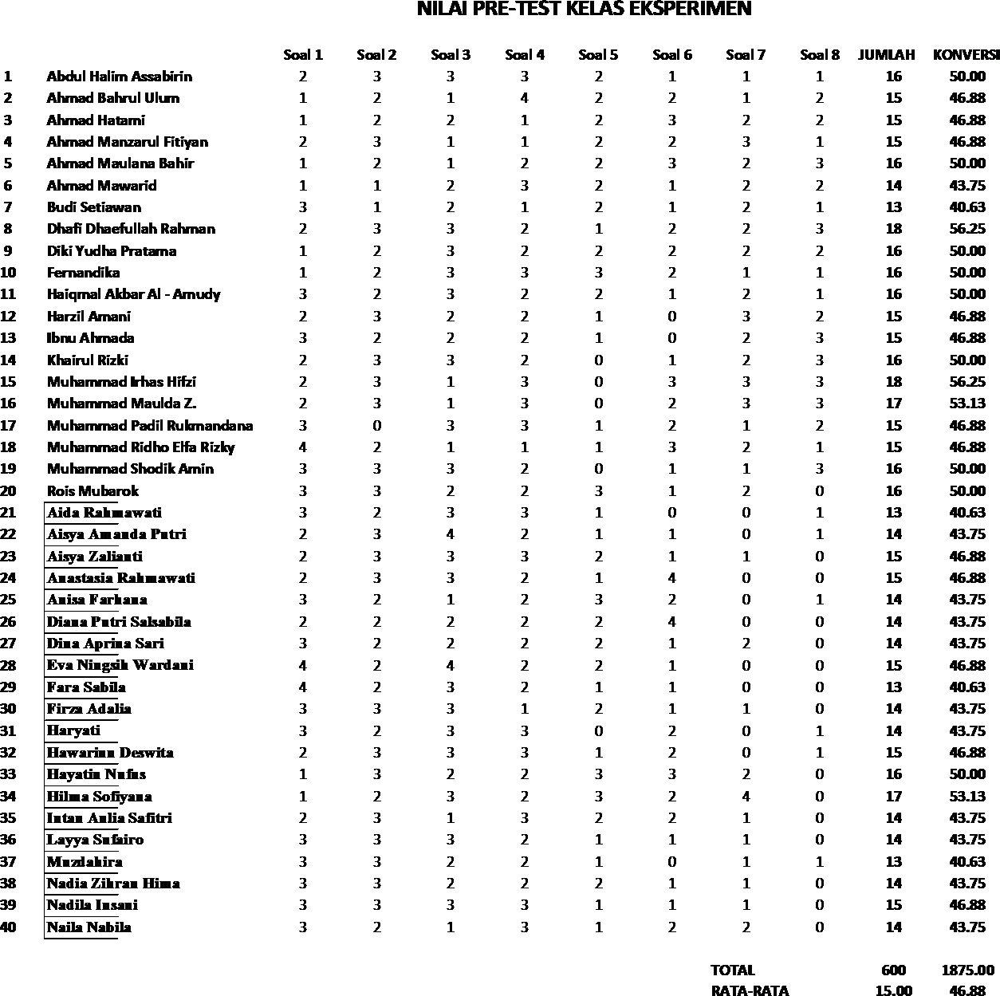 NILAI PRE-TEST KELAS EKSPERIMEN
Soal 1 Soal 2 Soal 3 Soal 4 Soal 5 Soal 6 Soal 7 Soal 8 JUMLAH KONVERSI
1 Abdul Halim Assabirin 2 3 3 3 2 1 1 1 16 50.00
2 Ahmad Bahrul Ulum 1 2 1 4 2 2 1 2 15 46.88
3 Ahmad Hatami 1 2 2 1 2 3 2 2 15 46.88
4 Ahmad Manzarul Fitiyan 2 3 1 1 2 2 3 1 15 46.88
5 Ahmad Maulana Bahir 1 2 1 2 2 3 2 3 16 50.00
6 Ahmad Mawarid 1 1 2 3 2 1 2 2 14 43.75
7 Budi Setiawan 3 1 2 1 2 1 2 1 13 40.63
8 Dhafi Dhaefullah Rahman 2 3 3 2 1 2 2 3 18 56.25
9 Diki Yudha Pratama 1 2 3 2 2 2 2 2 16 50.00
10 Fernandika 1 2 3 3 3 2 1 1 16 50.00
11 Haiqmal Akbar Al - Amudy 3 2 3 2 2 1 2 1 16 50.00
12 Harzil Amani 2 3 2 2 1 0 3 2 15 46.88
13 Ibnu Ahmada 3 2 2 2 1 0 2 3 15 46.88
14 Khairul Rizki 2 3 3 2 0 1 2 3 16 50.00
15 Muhammad Irhas Hifzi 2 3 1 3 0 3 3 3 18 56.25
16 Muhammad Maulda Z. 2 3 1 3 0 2 3 3 17 53.13
17 Muhammad Padil Rukmandana 3 0 3 3 1 2 1 2 15 46.88
18 Muhammad Ridho Elfa Rizky 4 2 1 1 1 3 2 1 15 46.88
19 Muhammad Shodik Amin 3 3 3 2 0 1 1 3 16 50.00
20 Rois Mubarok 3 3 2 2 3 1 2 0 16 50.00
21 Aida Rahmawati 3 2 3 3 1 0 0 1 13 40.63
22 Aisya Amanda Putri 2 3 4 2 1 1 0 1 14 43.75
23 Aisya Zalianti 2 3 3 3 2 1 1 0 15 46.88
24 Anastasia Rahmawati 2 3 3 2 1 4 0 0 15 46.88
25 Anisa Farhana 3 2 1 2 3 2 0 1 14 43.75
26 Diana Putri Salsabila 2 2 2 2 2 4 0 0 14 43.75
27 Dina Aprina Sari 3 2 2 2 2 1 2 0 14 43.75
28 Eva Ningsih Wardani 4 2 4 2 2 1 0 0 15 46.88
29 Fara Sabila 4 2 3 2 1 1 0 0 13 40.63
30 Firza Adalia 3 3 3 1 2 1 1 0 14 43.75
31 Haryati 3 2 3 3 0 2 0 1 14 43.75
32 Hawarinn Deswita 2 3 3 3 1 2 0 1 15 46.88
33 Hayatin Nufus 1 3 2 2 3 3 2 0 16 50.00
34 Hilma Sofiyana 1 2 3 2 3 2 4 0 17 53.13
35 Intan Aulia Safitri 2 3 1 3 2 2 1 0 14 43.75
36 Layya Sufairo 3 3 3 2 1 1 1 0 14 43.75
37 Muzdahira 3 3 2 2 1 0 1 1 13 40.63
38 Nadia Zihran Hima 3 3 2 2 2 1 1 0 14 43.75
39 Nadila Insani 3 3 3 3 1 1 1 0 15 46.88
40 Naila Nabila 3 2 1 3 1 2 2 0 14 43.75
TOTAL 600 1875.00
RATA-RATA 15.00 46.88